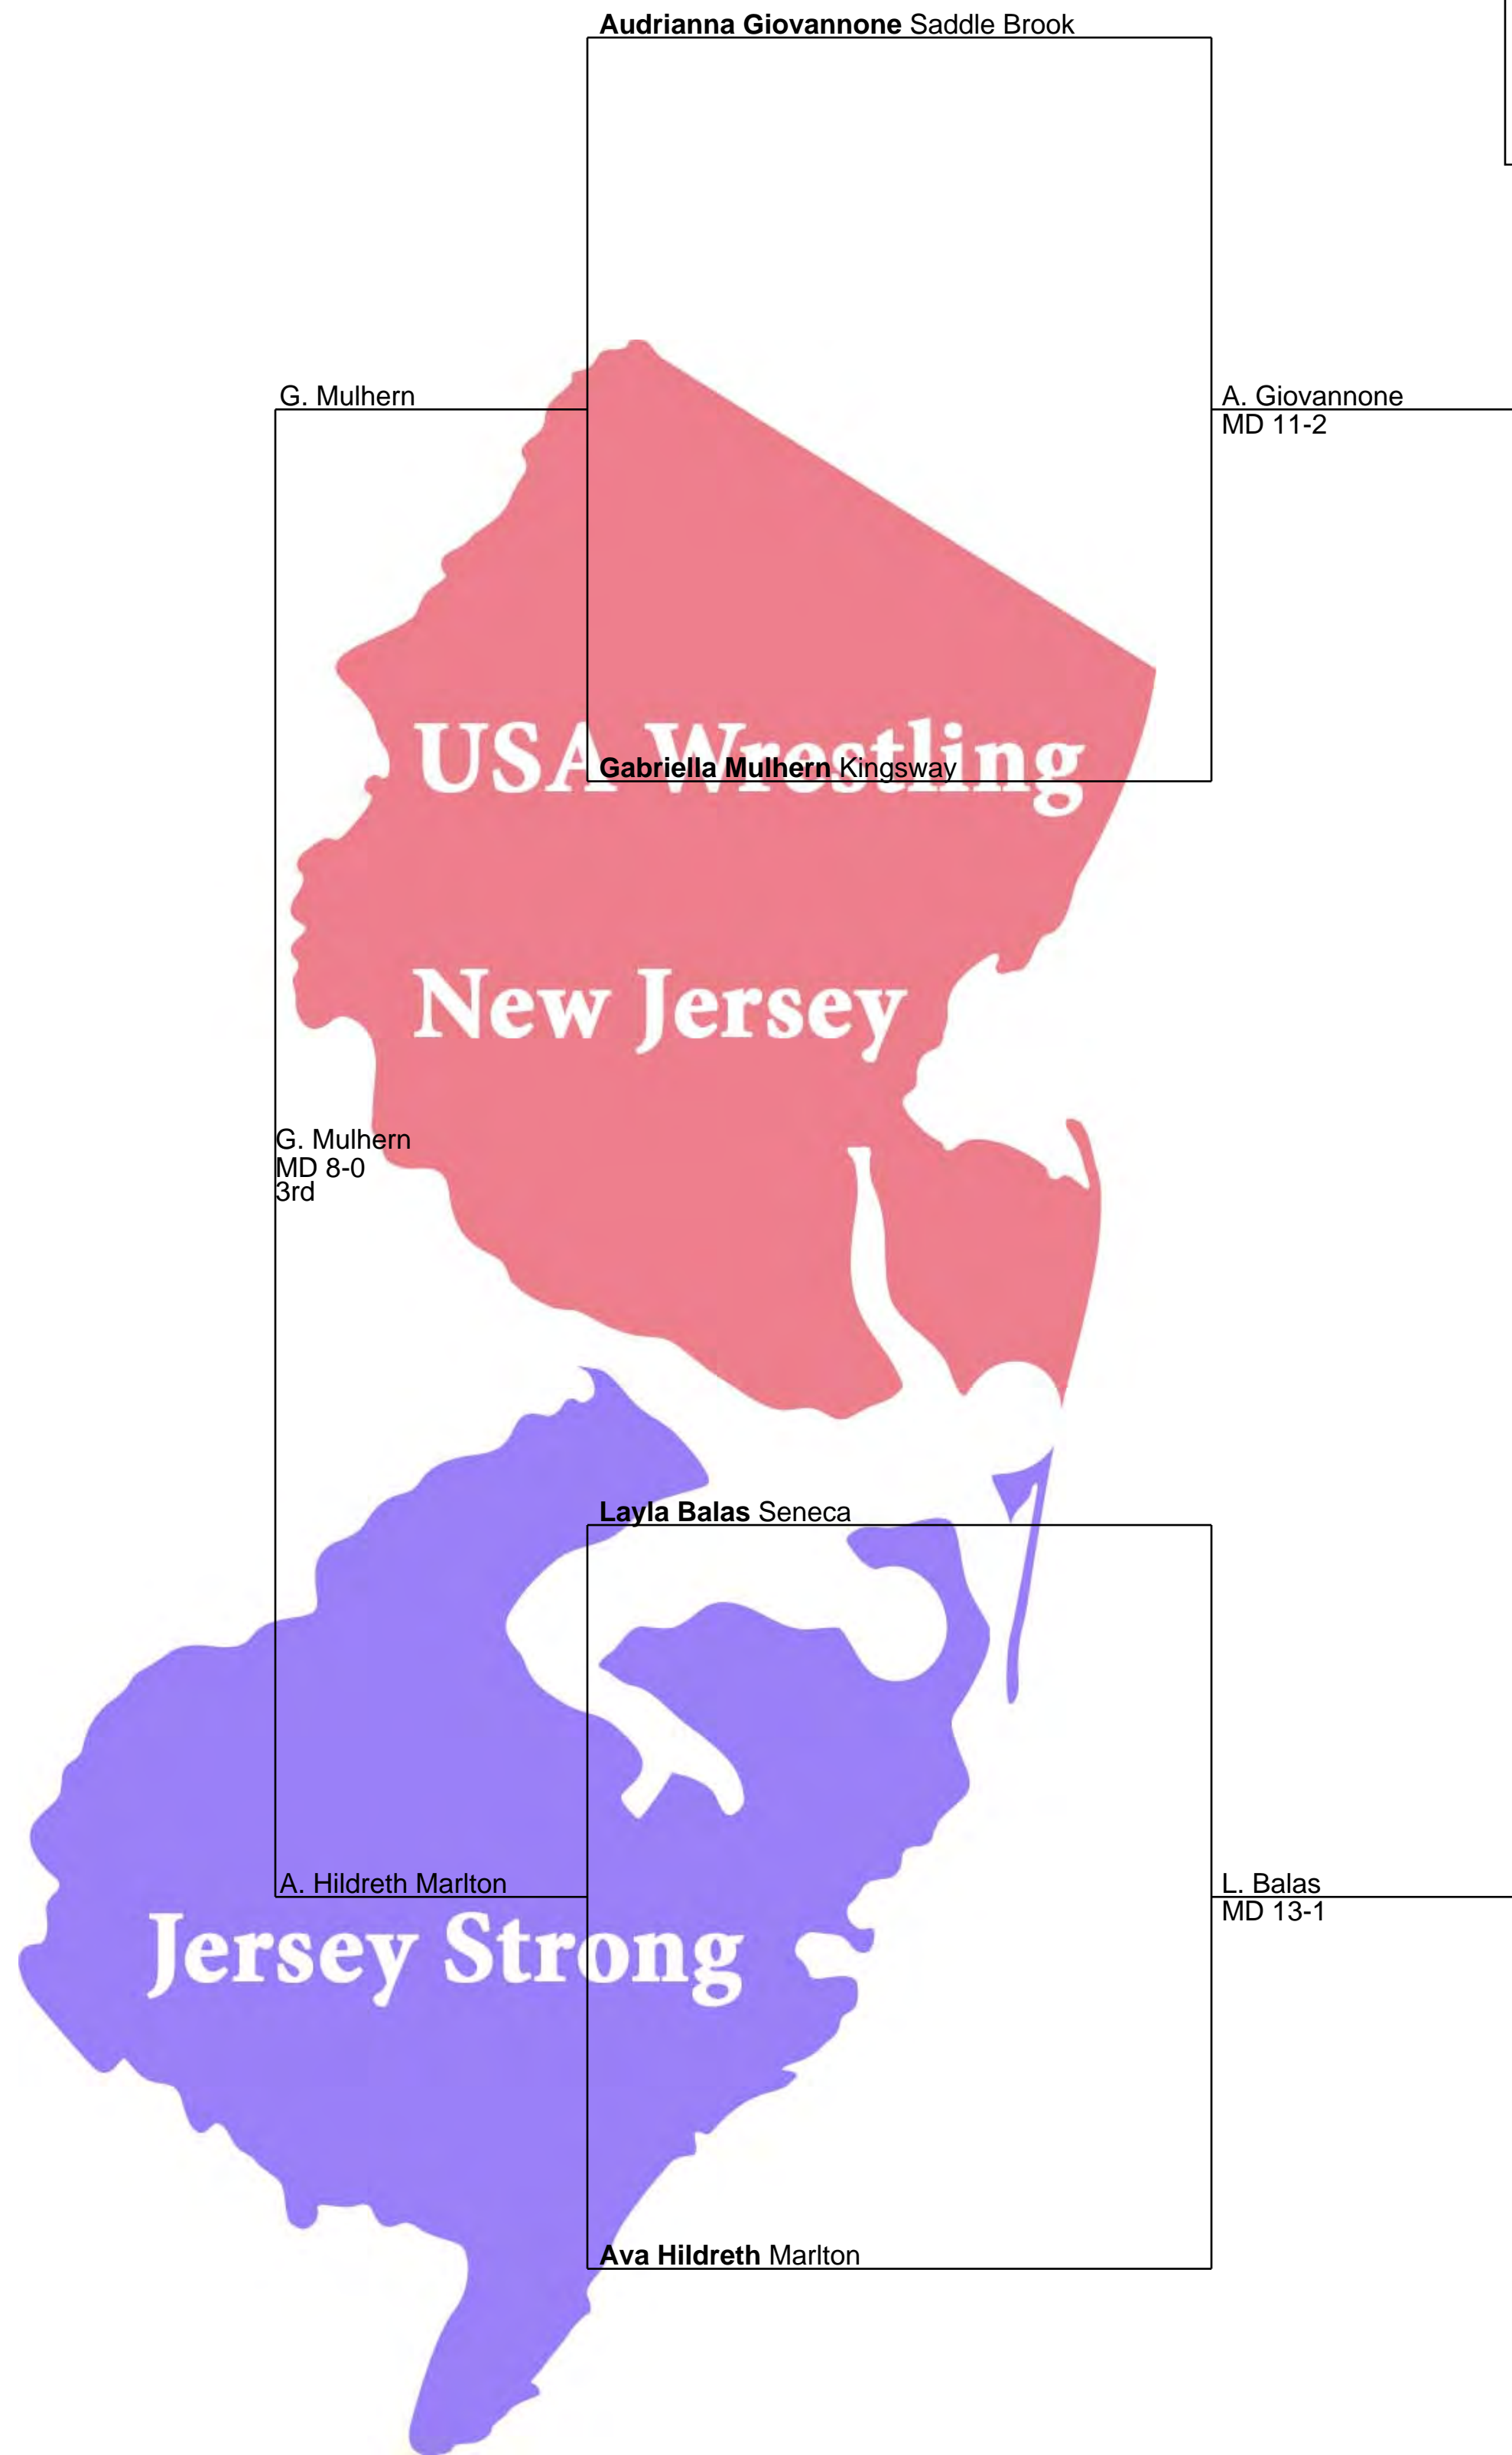 Audrianna Giovannone Saddle Brook
G. Mulhern
A. Giovannone
MD 11-2
USA Wrestling
Gabriella Mulhern Kingsway
New Jersey
G. Mulhern
MD 8-0
3rd
Layla Balas Seneca
A. Hildreth Marlton
L. Balas
MD 13-1
Jersey Strong
Ava Hildreth Marlton